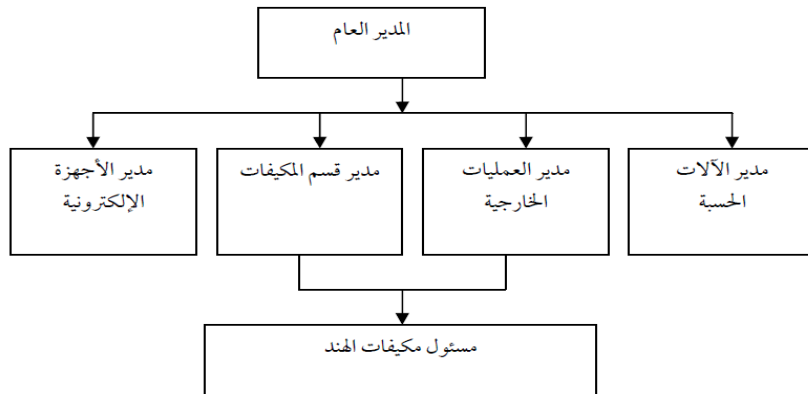 المدير العام
مدير الآلات
الحسبة
مدير العمليات
الخارجية
مدير قسم المكيفات
مدير الأجهزة
الإلكترونية
مسئول مكيفات الهند